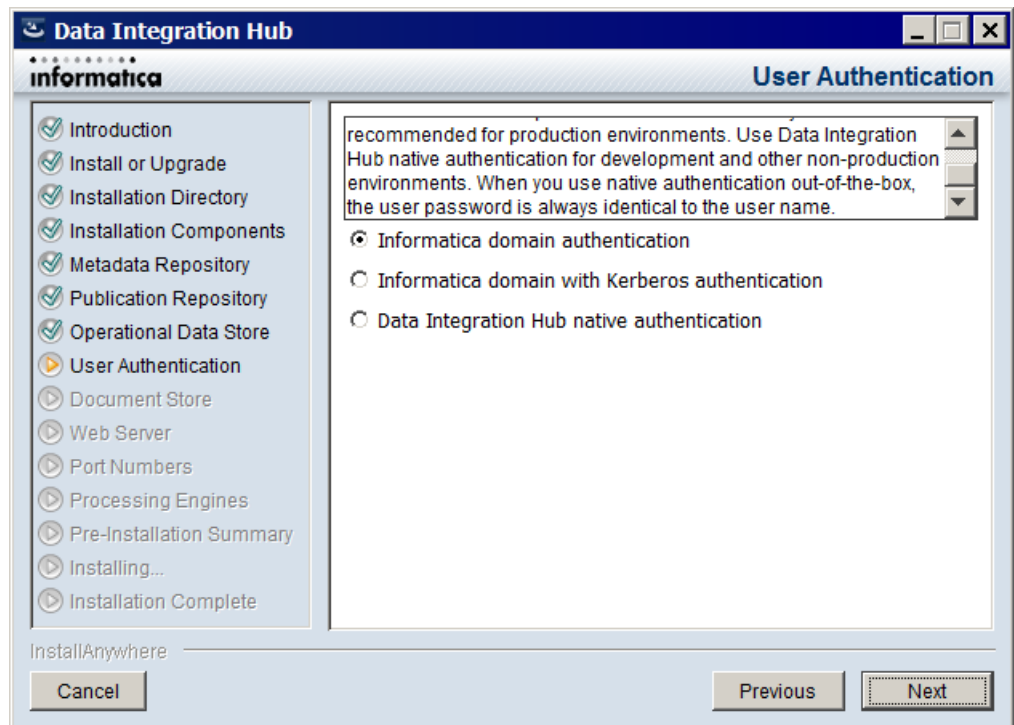 Data Integration Hub
informatica
User Authentication
Introduction
Install or Upgrade
Installation Directory
Installation Components
Metadata Repository
Publication Repository
Operational Data Store
User Authentication
Document Store
Web Server
Port Numbers
Processing Engines
Pre-Installation Summary
Installing...
Installation Complete
recommended for production environments. Use Data Integration
Hub native authentication for development and other non-production
environments. When you use native authentication out-of-the-box,
the user password is always identical to the user name.
Informatica domain authentication
Informatica domain with Kerberos authentication
Data Integration Hub native authentication
InstallAnywhere
Cancel
Previous
Next